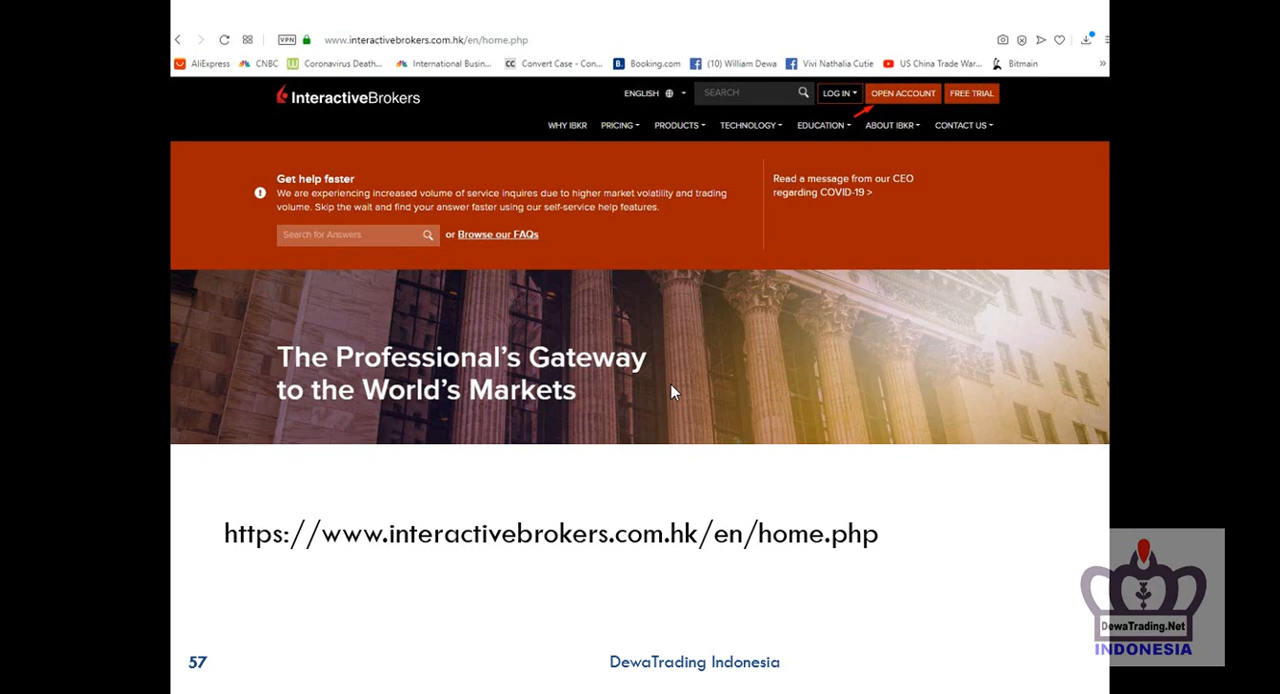 VPN www.interactivebrokers.com.hk/en/home.php
AliExpress CNBC Coronavirus Death... International Busin... CC Convert Case - Con... B. Booking.com (10) William Dewa Vivi Nathalia Cutie US China Trade War... Bitmain »
InteractiveBrokers ENGLISH SEARCH LOG IN OPEN ACCOUNT FREE TRIAL
WHY IBKR PRICING PRODUCTS TECHNOLOGY EDUCATION ABOUT IBKR CONTACT US
Get help faster
We are experiencing increased volume of service inquires due to higher market volatility and trading
volume. Skip the wait and find your answer faster using our self-service help features.
Search for Answers or Browse our FAQs
Read a message from our CEO
regarding COVID-19 >
The Professional's Gateway
to the World's Markets
https://www.interactivebrokers.com.hk/en/home.php
DewaTrading.Net
INDONESIA
57 DewaTrading Indonesia